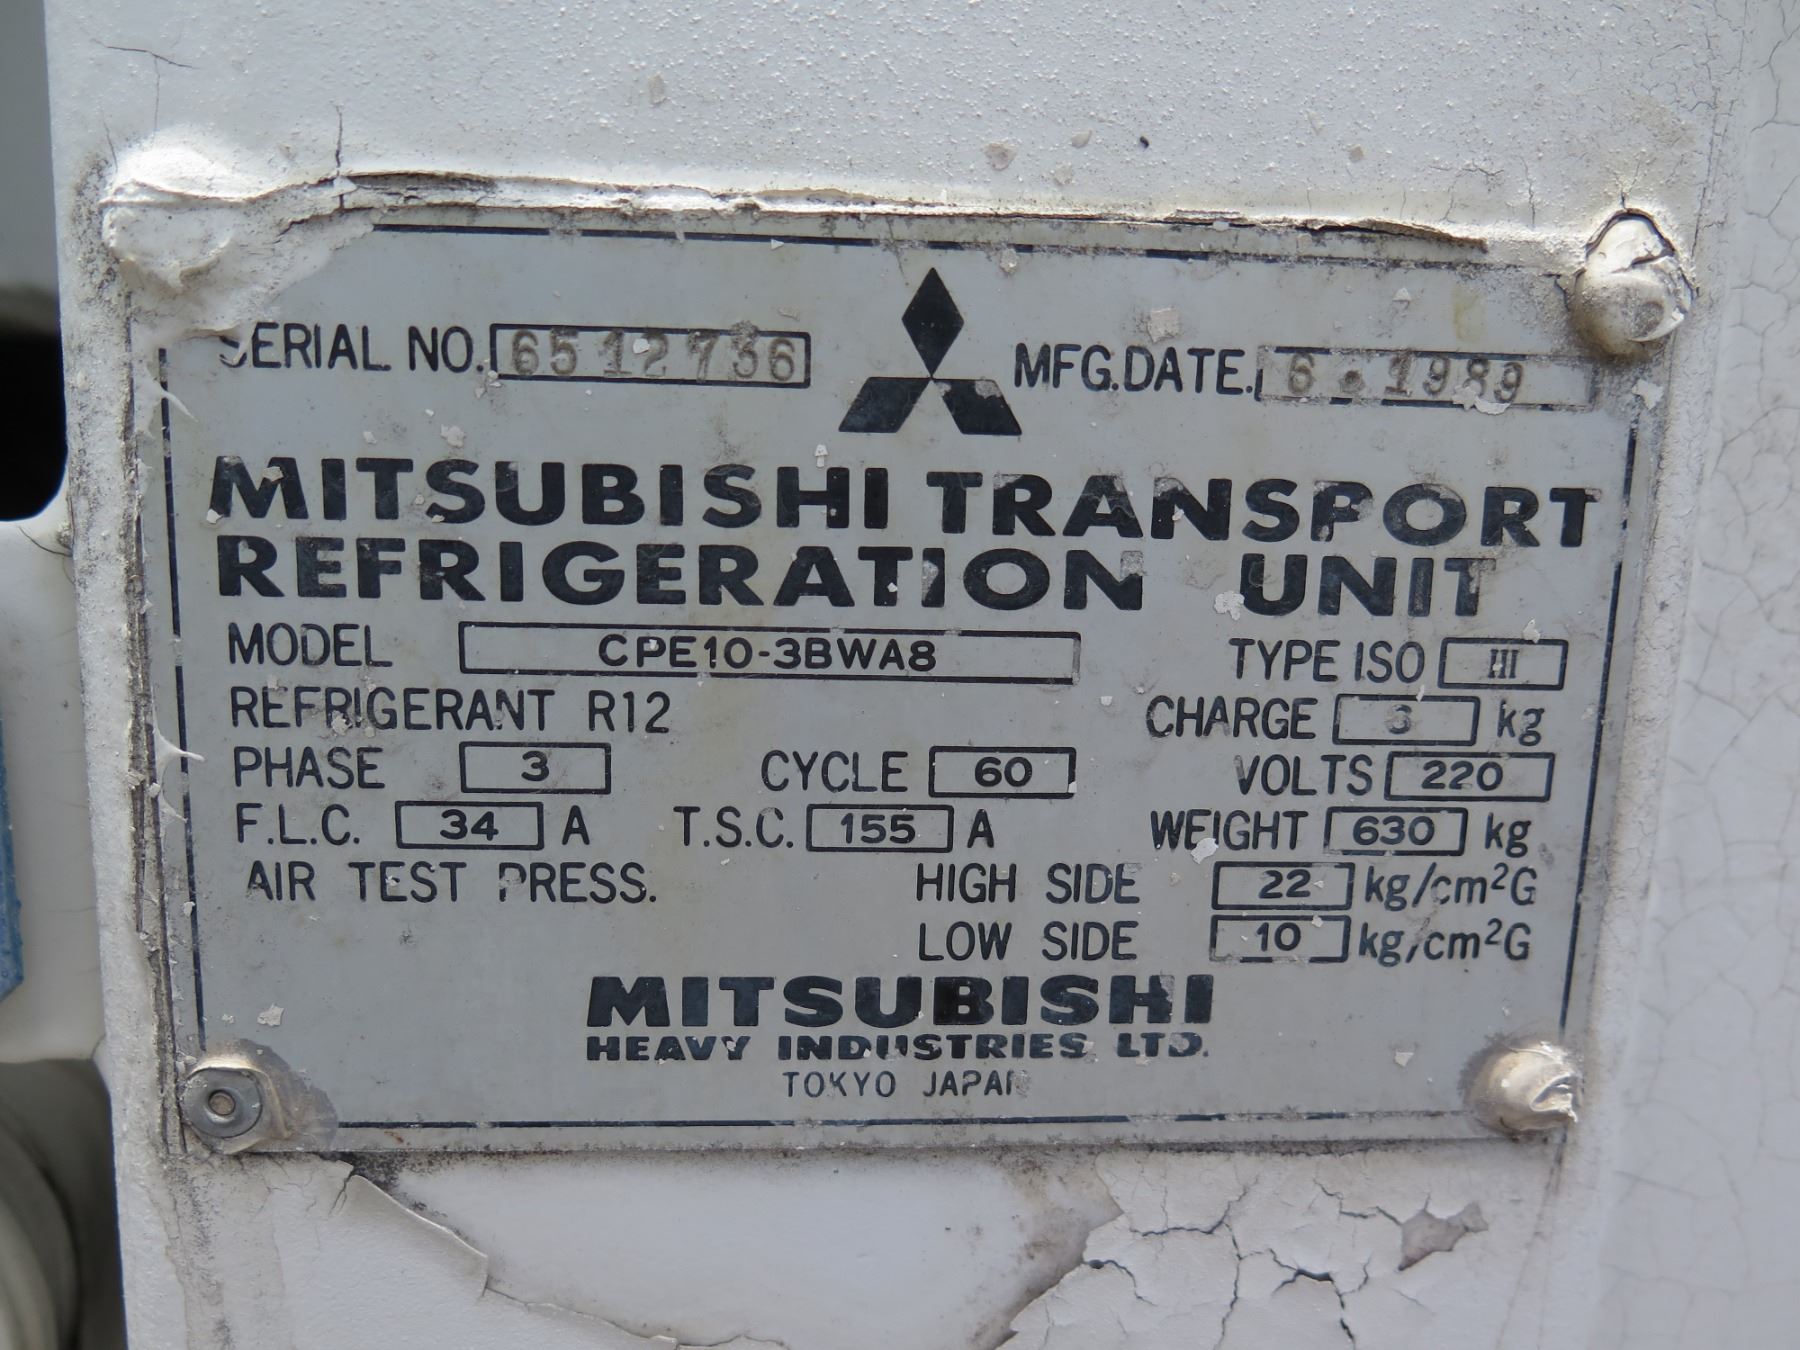 SERIAL NO. 6512736 MFG.DATE. 6.1989
MITSUBISHI TRANSPORT
REFRIGERATION UNIT
MODEL CPE10-3BWA8 TYPE ISO III
REFRIGERANT R12 CHARGE kg
PHASE 3 CYCLE 60 VOLTS 220
F.L.C. 34 A T.S.C. 155 A WEIGHT 630 kg
AIR TEST PRESS. HIGH SIDE 22 kg/cm²G
LOW SIDE 10 kg/cm²G
MITSUBISHI
HEAVY INDUSTRIES LTD.
TOKYO JAPAN